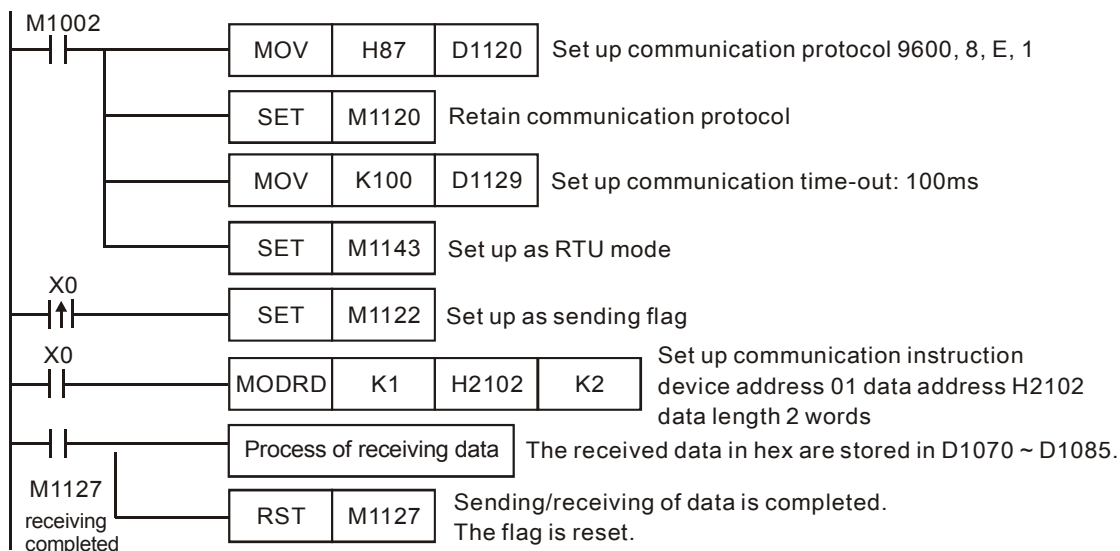 M1002
MOV H87 D1120 Set up communication protocol 9600, 8, E, 1
SET M1120 Retain communication protocol
MOV K100 D1129 Set up communication time-out: 100ms
SET M1143 Set up as RTU mode
X0
SET M1122 Set up as sending flag
X0
MODRD K1 H2102 K2
Set up communication instruction
device address 01 data address H2102
data length 2 words
Process of receiving data The received data in hex are stored in D1070 ~ D1085.
M1127
receiving
completed
RST M1127
Sending/receiving of data is completed.
The flag is reset.